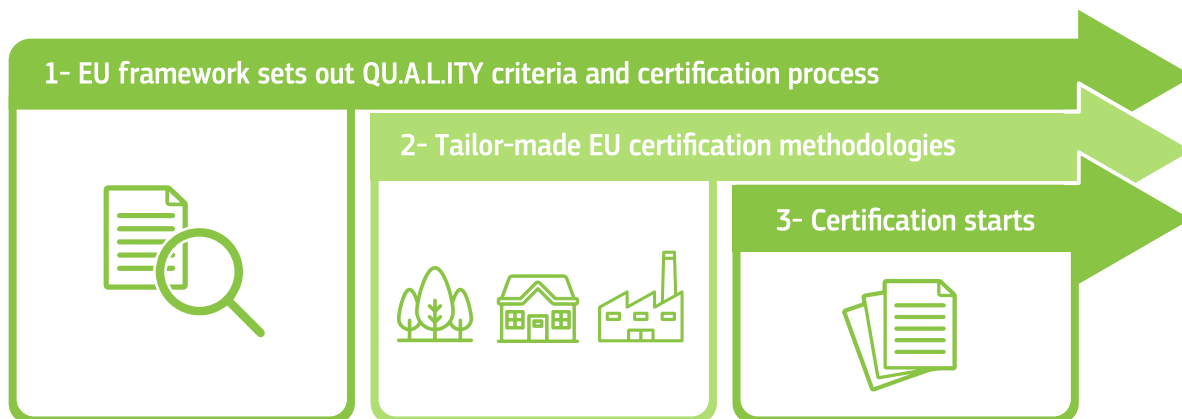 1- EU framework sets out QU.A.L.ITY criteria and certification process
2- Tailor-made EU certification methodologies
3- Certification starts